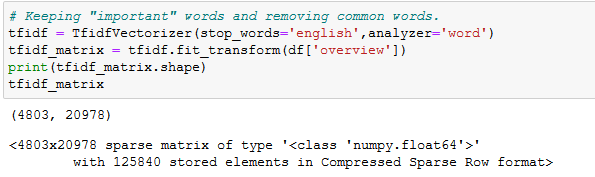 # Keeping "important" words and removing common words.
tfidf = TfidfVectorizer(stop_words='english',analyzer='word')
tfidf_matrix = tfidf.fit_transform(df['overview'])
print(tfidf_matrix.shape)
tfidf_matrix
(4803, 20978)
<4803x20978 sparse matrix of type '<class 'numpy.float64'>'
        with 125840 stored elements in Compressed Sparse Row format>